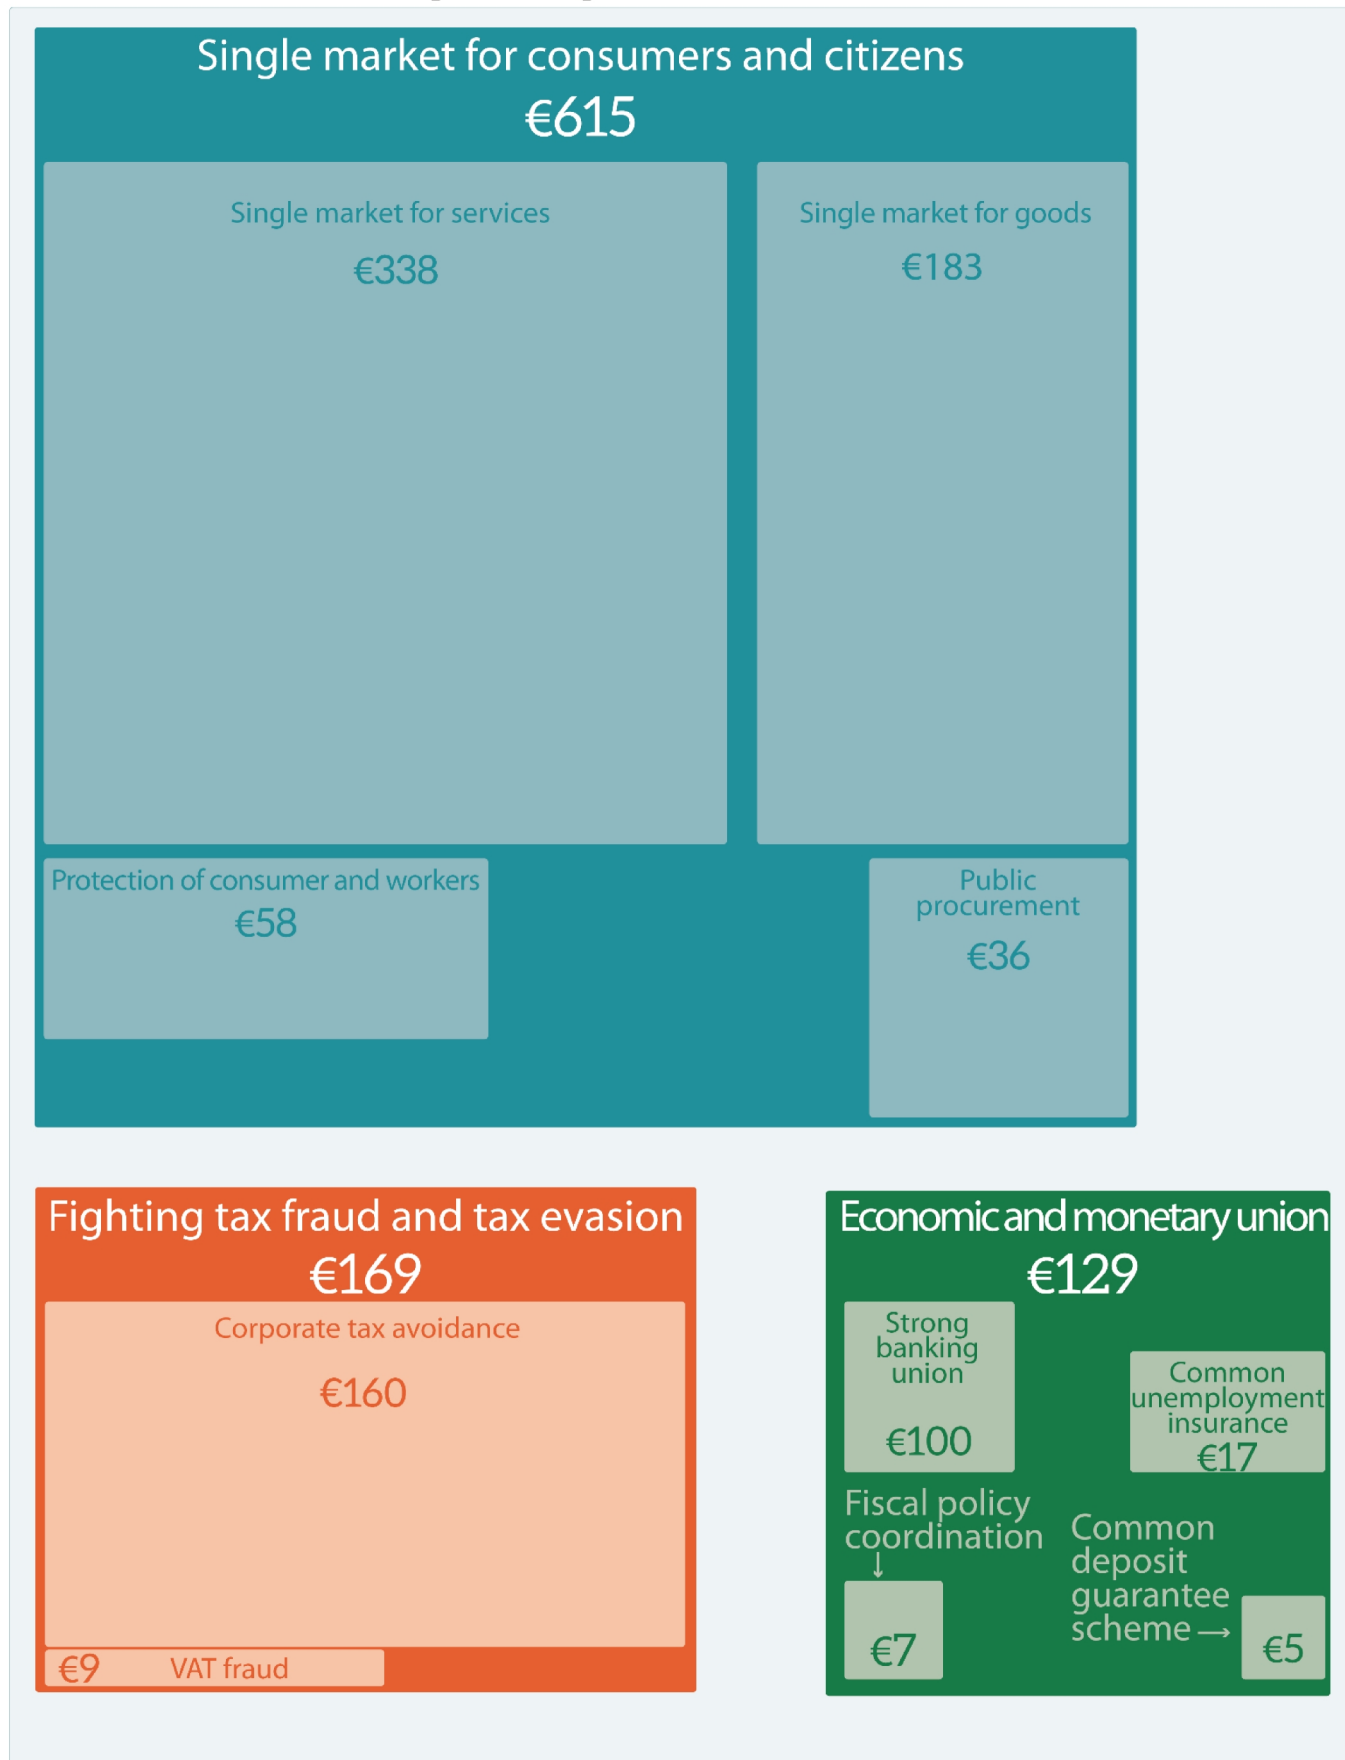 Single market for consumers and citizens
€615
Single market for services
€338
Single market for goods
€183
Protection of consumer and workers
€58
Public
procurement
€36
Fighting tax fraud and tax evasion
€169
Corporate tax avoidance
€160
€9 VAT fraud
Economic and monetary union
€129
Strong
banking
union
€100
Common
unemployment
insurance
€17
Fiscal policy
coordination
↓
€7
Common
deposit
guarantee
scheme →
€5